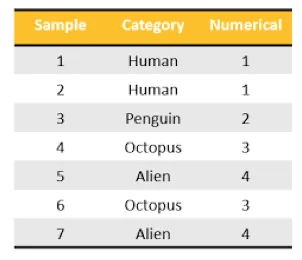 Sample Category Numerical
1 Human 1
2 Human 1
3 Penguin 2
4 Octopus 3
5 Alien 4
6 Octopus 3
7 Alien 4